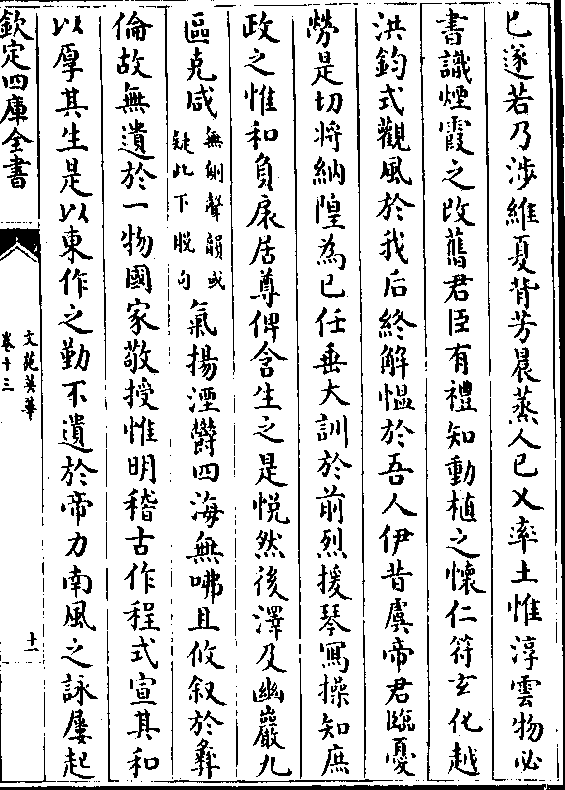 已遂若乃涉維夏背芳晨蒸人已乂率土惟淳雲物必
書識煙霞之改舊君臣有禮知動植之懷仁符玄化越
洪鈞式觀風於我后終解慍於吾人伊昔虞帝君臨憂
勞是切將納隍為已任垂大訓於前烈援琴寫操知庶
政之惟和負扆居尊俾含生之是悅然後澤及幽巖九
區克咸無別聲韻或疑此下脫句氣揚湮鬱四海無咈且攸叙於彝
倫故無遺於一物國家敬授惟明稽古作程式宣其和
以厚其生是以東作之勤不遺於帝力南風之詠屢起
欽定四庫全書
文苑英華
卷十三
十一